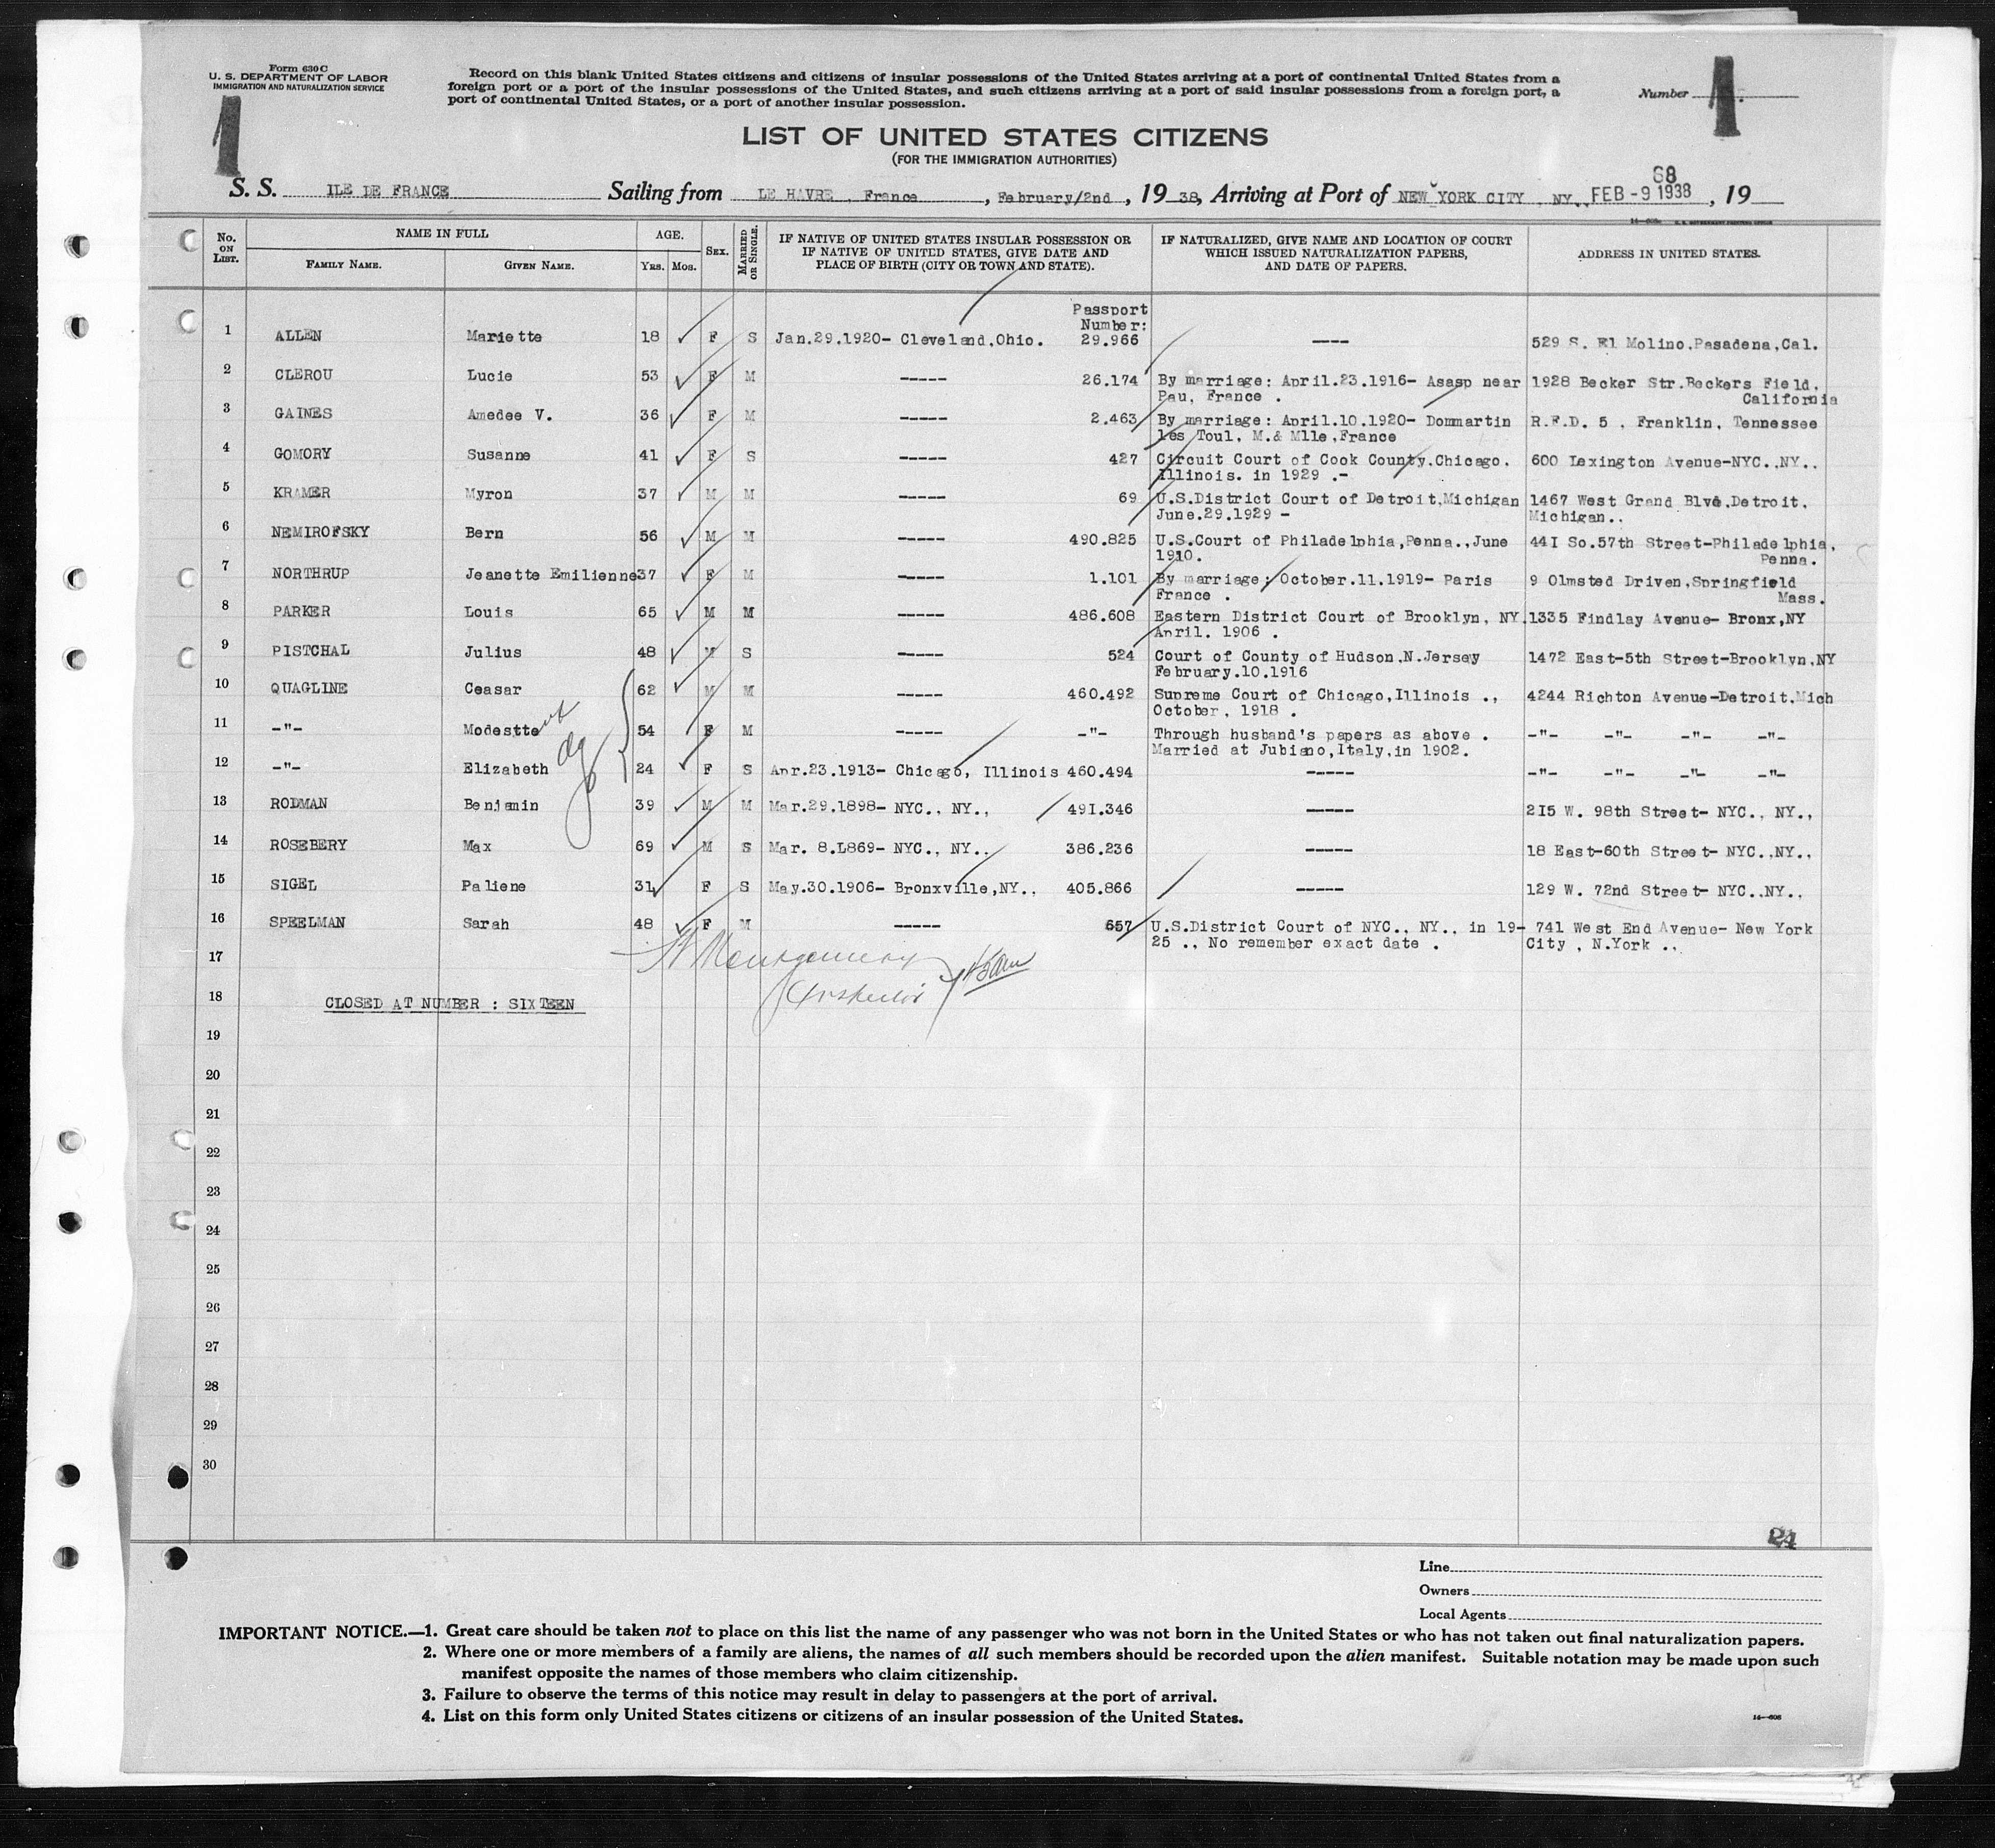 Form 630 C
U. S. DEPARTMENT OF LABOR
IMMIGRATION AND NATURALIZATION SERVICE
Record on this blank United States citizens and citizens of insular possessions of the United States arriving at a port of continental United States from a
foreign port or a port of the insular possessions of the United States, and such citizens arriving at a port of said insular possessions from a foreign port, a
port of continental United States, or a port of another insular possession.
Number 1.
1
LIST OF UNITED STATES CITIZENS
(FOR THE IMMIGRATION AUTHORITIES)
68
S. S. ILE DE FRANCE Sailing from LE HAVRE , France , February/2nd , 19 38, Arriving at Port of NEW YORK CITY , NY., FEB -9 1938 , 19
No. ON LIST. NAME IN FULL FAMILY NAME. GIVEN NAME. AGE. YRS. MOS. SEX. MARRIED OR SINGLE. IF NATIVE OF UNITED STATES INSULAR POSSESSION OR IF NATIVE OF UNITED STATES, GIVE DATE AND PLACE OF BIRTH (CITY OR TOWN AND STATE). IF NATURALIZED, GIVE NAME AND LOCATION OF COURT WHICH ISSUED NATURALIZATION PAPERS, AND DATE OF PAPERS. ADDRESS IN UNITED STATES.
Passport
Number:
1 ALLEN Mariette 18 F S Jan.29.1920- Cleveland,Ohio. 29.966 ---- 529 S. El Molino,Pasadena,Cal.
2 CLEROU Lucie 53 F M ----- 26.174 By marriage: April.23.1916- Asasp near 1928 Becker Str.Beckers Field,
Pau, France . California
3 GAINES Amedee V. 36 F M ----- 2.463 By marriage: April.10.1920- Dommartin R.F.D. 5 , Franklin, Tennessee
les Toul, M.& Mlle,France
4 GOMORY Susanne 41 F S ----- 427 Circuit Court of Cook County,Chicago, 600 Lexington Avenue-NYC.,NY.,
Illinois. in 1929 .-
5 KRAMER Myron 37 M M ----- 69 U.S.District Court of Detroit,Michigan 1467 West Grand Blvd,Detroit,
June.29.1929 - Michigan..
6 NEMIROFSKY Bern 56 M M ----- 490.825 U.S.Court of Philadelphia,Penna.,June 44I So.57th Street-Philadelphia,
1910. Penna.
7 NORTHRUP Jeanette Emilienne 37 F M ----- 1.101 By marriage: October.11.1919- Paris 9 Olmsted Driven,Springfield
France . Mass.
8 PARKER Louis 65 M M ----- 486.608 Eastern District Court of Brooklyn, NY. 1335 Findlay Avenue- Bronx,NY
April. 1906 .
9 PISTCHAL Julius 48 M S ----- 524 Court of County of Hudson,N.Jersey 1472 East-5th Street-Brooklyn,NY
February.10.1916
10 QUAGLINE Ceasar 62 M M ----- 460.492 Supreme Court of Chicago,Illinois ., 4244 Richton Avenue-Detroit,Mich
October, 1918 .
11 -"- Modestte 54 F M ----- -"- Through husband's papers as above . -"- -"- -"- -"-
Married at Jubiano,Italy,in 1902.
12 -"- Elizabeth 24 F S Apr.23.1913- Chicago, Illinois 460.494 ----- -"- -"- -"- -"-
13 RODMAN Benjamin 39 M M Mar.29.1898- NYC., NY., 49I.346 ----- 2I5 W. 98th Street- NYC., NY.,
14 ROSEBERY Max 69 M S Mar. 8.L869- NYC., NY., 386.236 ----- 18 East-60th Street- NYC.,NY.,
15 SIGEL Paliene 31 F S May.30.1906- Bronxville,NY., 405.866 ----- 129 W. 72nd Street- NYC.,NY.,
16 SPEELMAN Sarah 48 F M ----- 657 U.S.District Court of NYC., NY., in 19- 741 West End Avenue- New York
25 ., No remember exact date . City , N.York .,
17 Montgomery
18 CLOSED AT NUMBER : SIXTEEN
19
20
21
22
23
24
25
26
27
28
29
30
24
Line
Owners
Local Agents
IMPORTANT NOTICE.—1. Great care should be taken not to place on this list the name of any passenger who was not born in the United States or who has not taken out final naturalization papers.
2. Where one or more members of a family are aliens, the names of all such members should be recorded upon the alien manifest. Suitable notation may be made upon such
manifest opposite the names of those members who claim citizenship.
3. Failure to observe the terms of this notice may result in delay to passengers at the port of arrival.
4. List on this form only United States citizens or citizens of an insular possession of the United States.
14—608